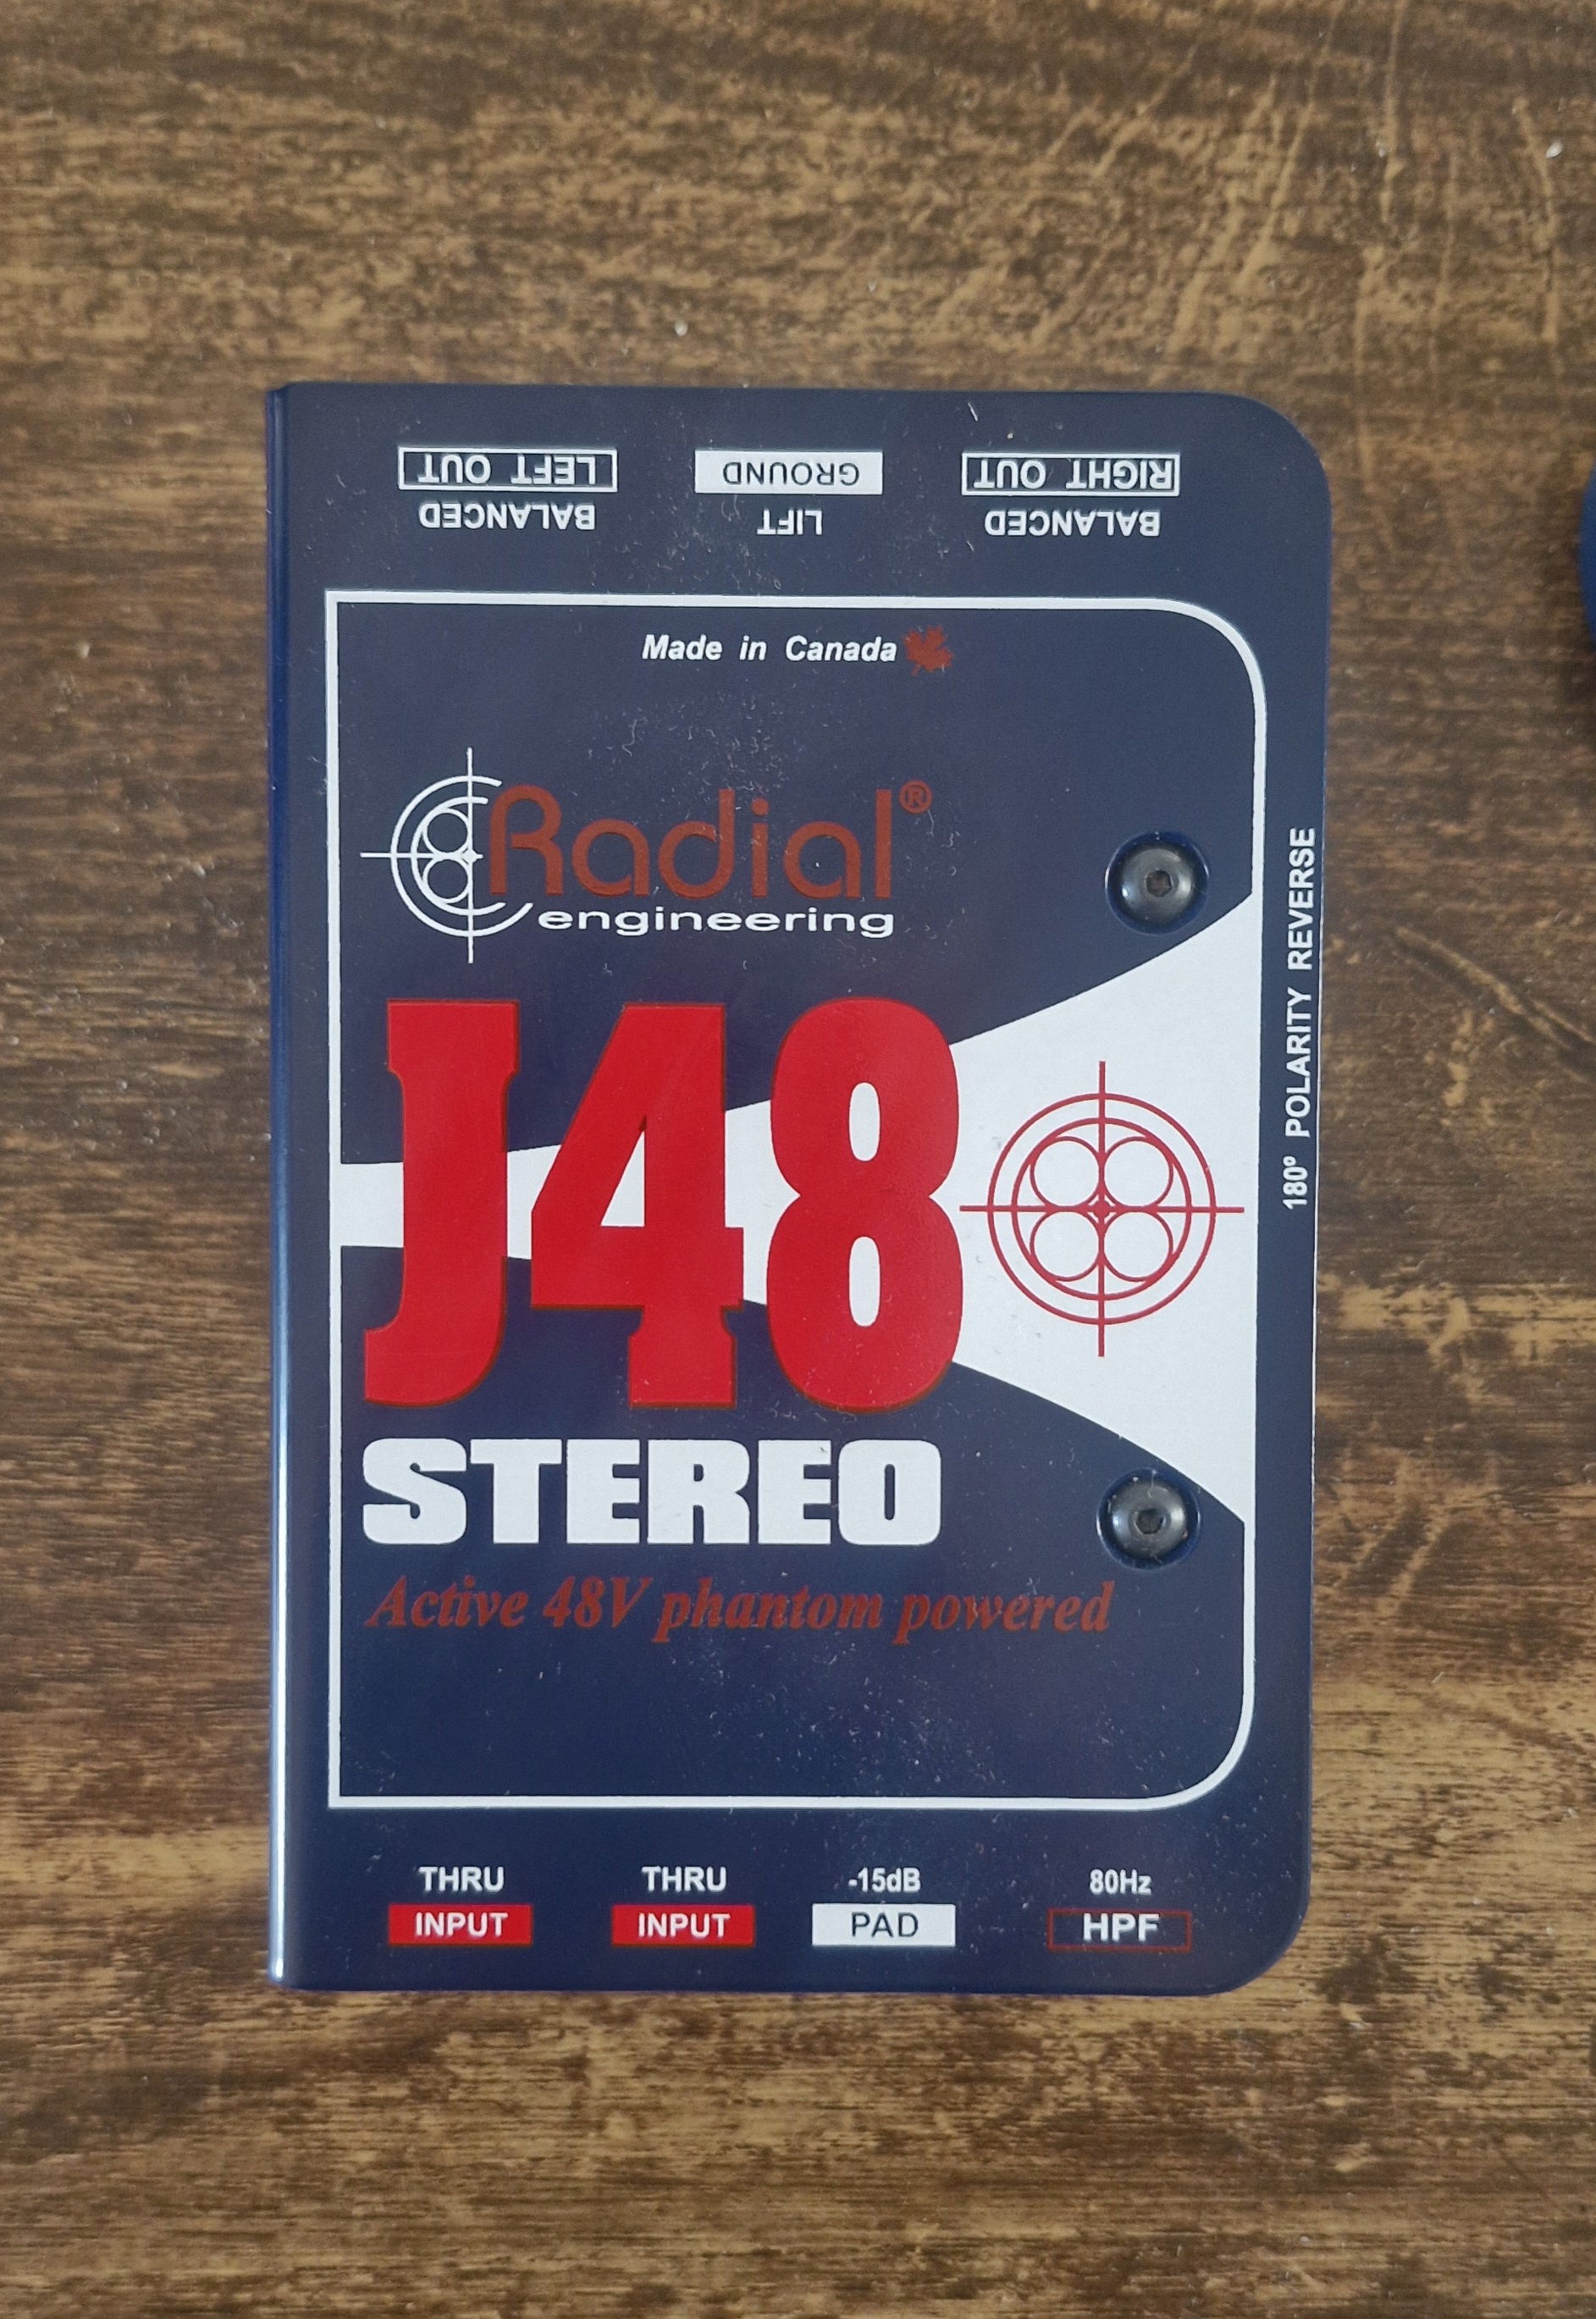 LEFT OUT
BALANCED
GROUND
LIFT
RIGHT OUT
BALANCED
Made in Canada
Radial®
engineering
J48
STEREO
Active 48V phantom powered
180º POLARITY REVERSE
THRU
INPUT
THRU
INPUT
-15dB
PAD
80Hz
HPF